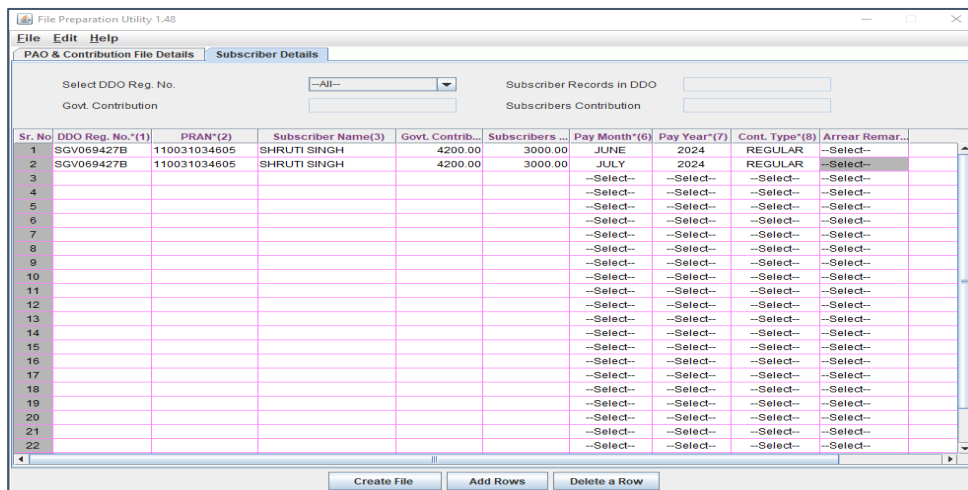 File Preparation Utility 1.48
File Edit Help
PAO & Contribution File Details Subscriber Details
Select DDO Reg. No. --All-- Subscriber Records in DDO
Govt. Contribution Subscribers Contribution
Sr. No DDO Reg. No.*(1) PRAN*(2) Subscriber Name(3) Govt. Contrib... Subscribers ... Pay Month*(6) Pay Year*(7) Cont. Type*(8) Arrear Remar...
1 SGV069427B 110031034605 SHRUTI SINGH 4200.00 3000.00 JUNE 2024 REGULAR --Select--
2 SGV069427B 110031034605 SHRUTI SINGH 4200.00 3000.00 JULY 2024 REGULAR --Select--
3 --Select-- --Select-- --Select-- --Select--
4 --Select-- --Select-- --Select-- --Select--
5 --Select-- --Select-- --Select-- --Select--
6 --Select-- --Select-- --Select-- --Select--
7 --Select-- --Select-- --Select-- --Select--
8 --Select-- --Select-- --Select-- --Select--
9 --Select-- --Select-- --Select-- --Select--
10 --Select-- --Select-- --Select-- --Select--
11 --Select-- --Select-- --Select-- --Select--
12 --Select-- --Select-- --Select-- --Select--
13 --Select-- --Select-- --Select-- --Select--
14 --Select-- --Select-- --Select-- --Select--
15 --Select-- --Select-- --Select-- --Select--
16 --Select-- --Select-- --Select-- --Select--
17 --Select-- --Select-- --Select-- --Select--
18 --Select-- --Select-- --Select-- --Select--
19 --Select-- --Select-- --Select-- --Select--
20 --Select-- --Select-- --Select-- --Select--
21 --Select-- --Select-- --Select-- --Select--
22 --Select-- --Select-- --Select-- --Select--
Create File Add Rows Delete a Row